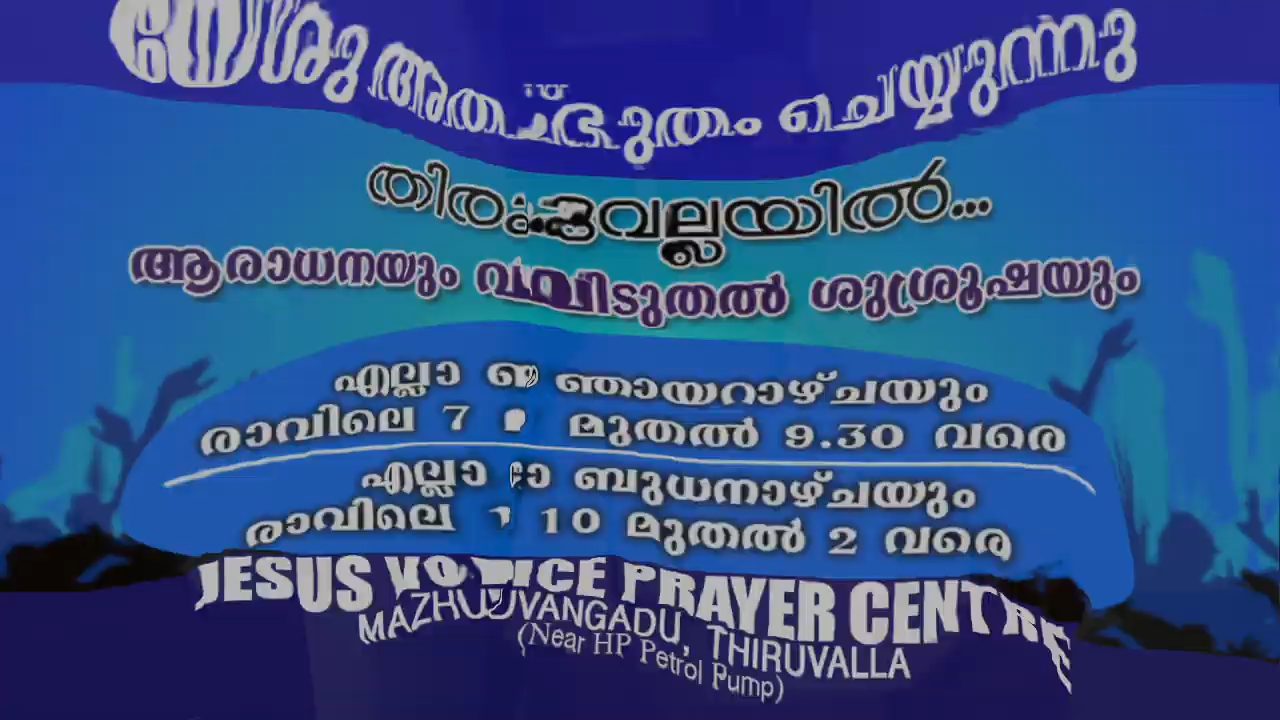 യേശു അത്ഭുതം ചെയ്യുന്നു
തിരുവല്ലയിൽ...
ആരാധനയും വിടുതൽ ശുശ്രൂഷയും
എല്ലാ ഞായറാഴ്ചയും
രാവിലെ 7 മുതൽ 9.30 വരെ
എല്ലാ ബുധനാഴ്ചയും
രാവിലെ 10 മുതൽ 2 വരെ
JESUS VOICE PRAYER CENTRE
MAZHUVANGADU, THIRUVALLA
(Near HP Petrol Pump)